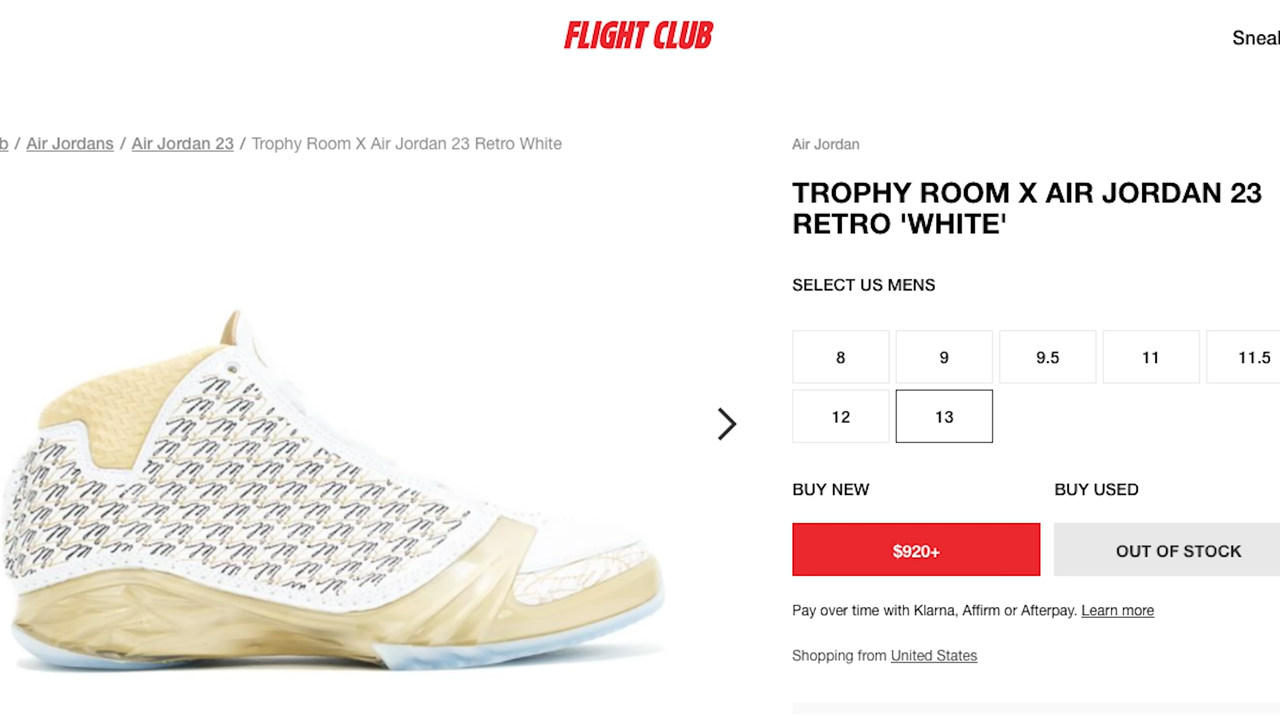 FLIGHT CLUB
Sneak
b / Air Jordans / Air Jordan 23 / Trophy Room X Air Jordan 23 Retro White
Air Jordan
TROPHY ROOM X AIR JORDAN 23
RETRO 'WHITE'
SELECT US MENS
8 9 9.5 11 11.5
12 13
BUY NEW BUY USED
$920+ OUT OF STOCK
Pay over time with Klarna, Affirm or Afterpay. Learn more
Shopping from United States